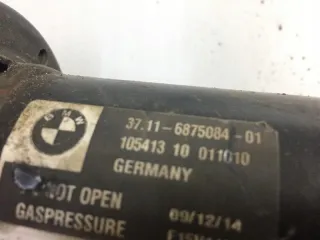 BMW
37.11-6875084-01
105413 10 011010
GERMANY
NOT OPEN
GASPRESSURE 09/12/14